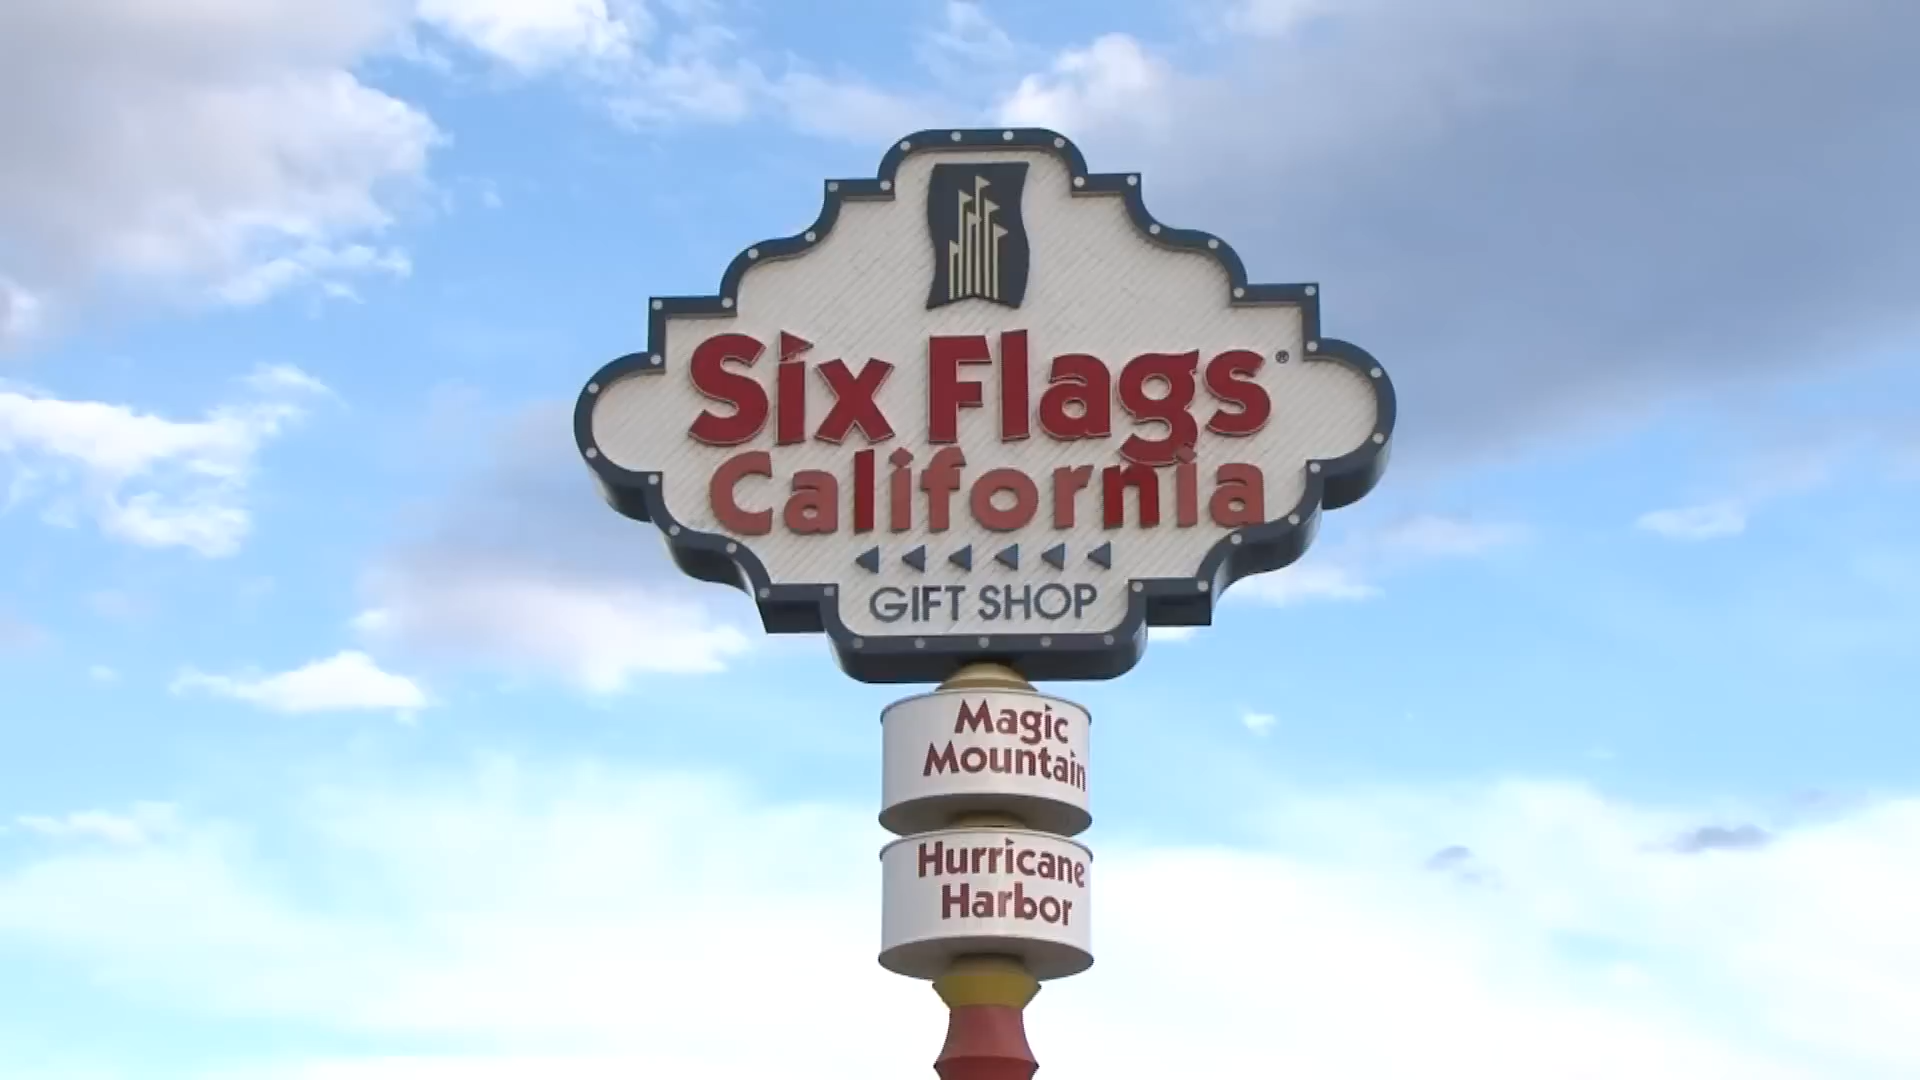 Six Flags®
California
GIFT SHOP
Magic
Mountain
Hurricane
Harbor